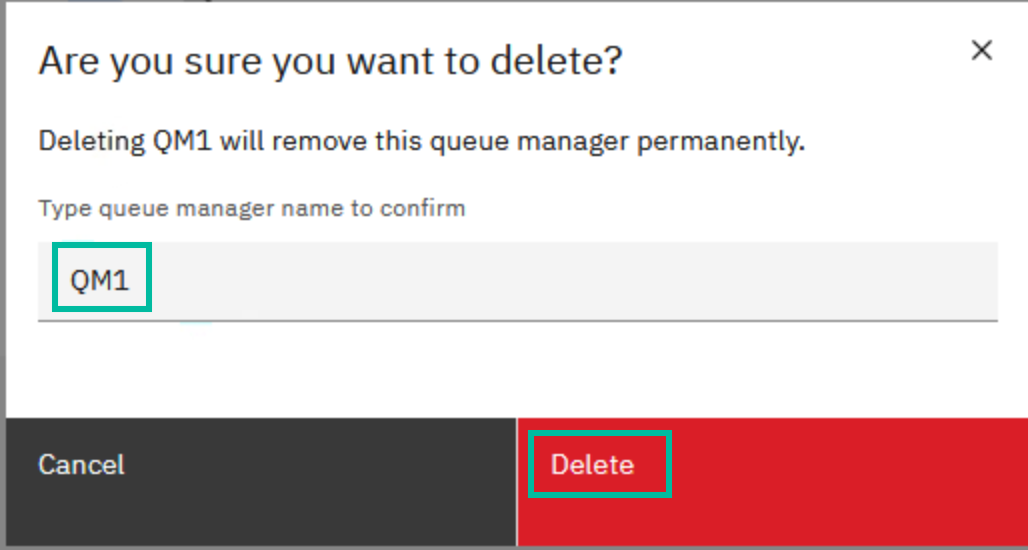 Are you sure you want to delete?
Deleting QM1 will remove this queue manager permanently.
Type queue manager name to confirm
QM1
Cancel
Delete